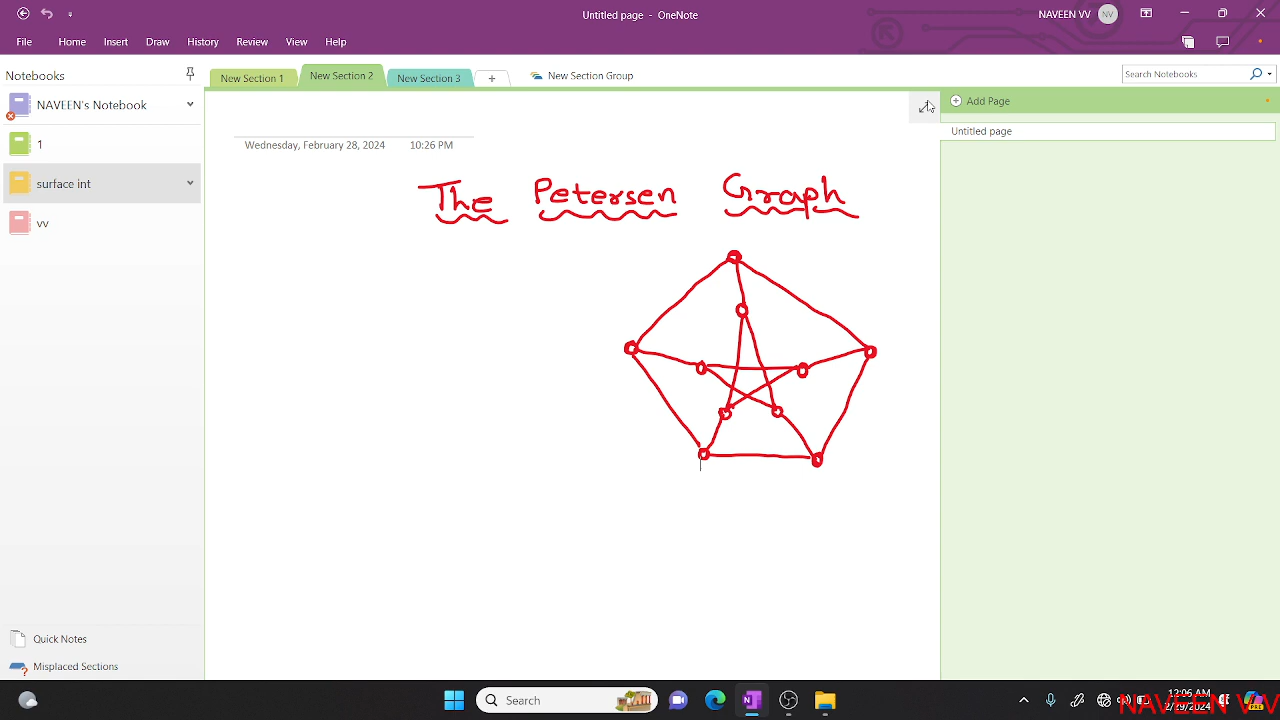 Untitled page - OneNote
NAVEEN VV
NV
File Home Insert Draw History Review View Help
Notebooks
New Section 1
New Section 2
New Section 3
+
New Section Group
Search Notebooks
NAVEEN's Notebook
1
surface int
vv
Add Page
Untitled page
Wednesday, February 28, 2024 10:26 PM
The Petersen Graph
Quick Notes
Misplaced Sections
Search
12:06 AM
2/29/2024
NAVEEN V V